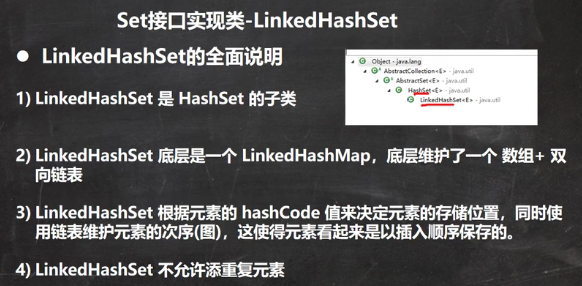 Set接口实现类-LinkedHashSet
LinkedHashSet的全面说明
Object - java.lang
AbstractCollection<E> - java.util
AbstractSet<E> - java.util
HashSet<E> - java.util
LinkedHashSet<E> - java.util
1) LinkedHashSet 是 HashSet 的子类
2) LinkedHashSet 底层是一个 LinkedHashMap，底层维护了一个 数组+ 双
向链表
3) LinkedHashSet 根据元素的 hashCode 值来决定元素的存储位置，同时使
用链表维护元素的次序(图)，这使得元素看起来是以插入顺序保存的。
4) LinkedHashSet 不允许添重复元素